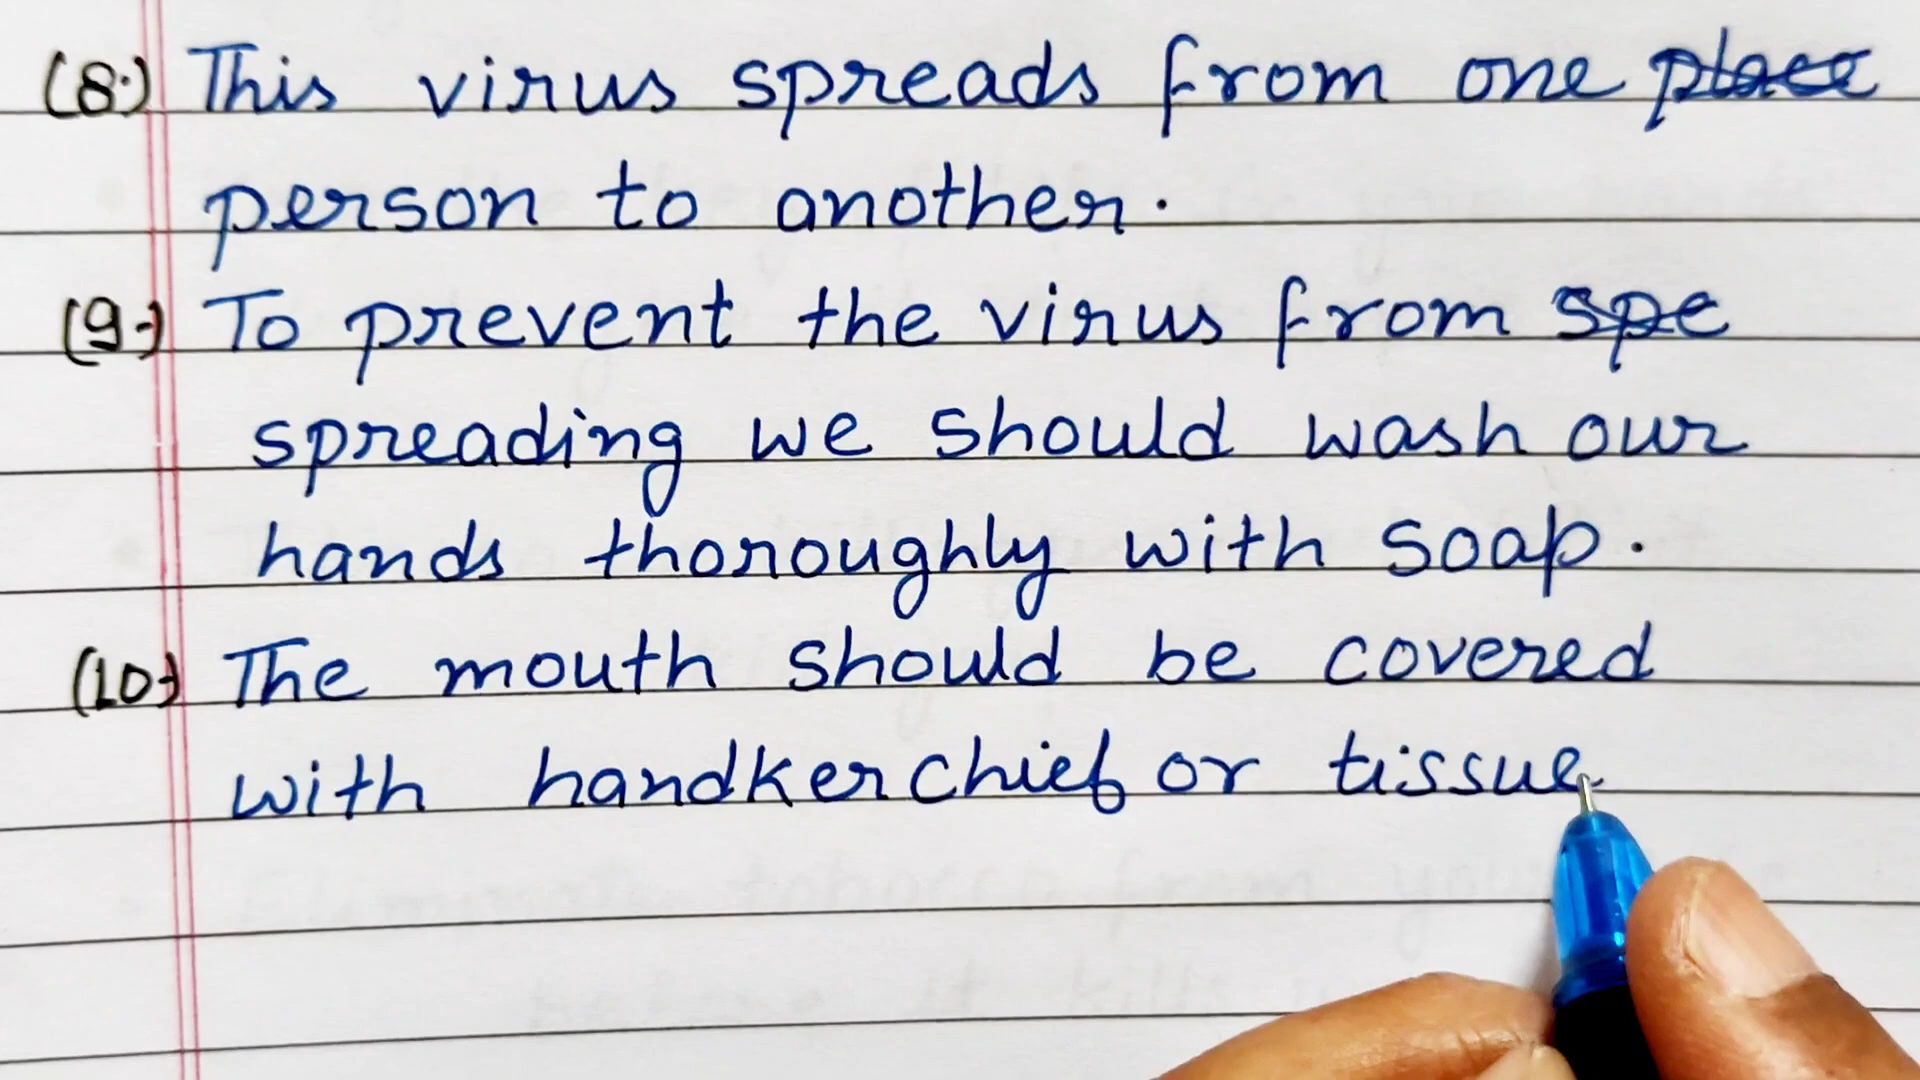 (8.) This virus spreads from one place
person to another.
(9.) To prevent the virus from spe
spreading we should wash our
hands thoroughly with soap.
(10.) The mouth should be covered
with handkerchief or tissue